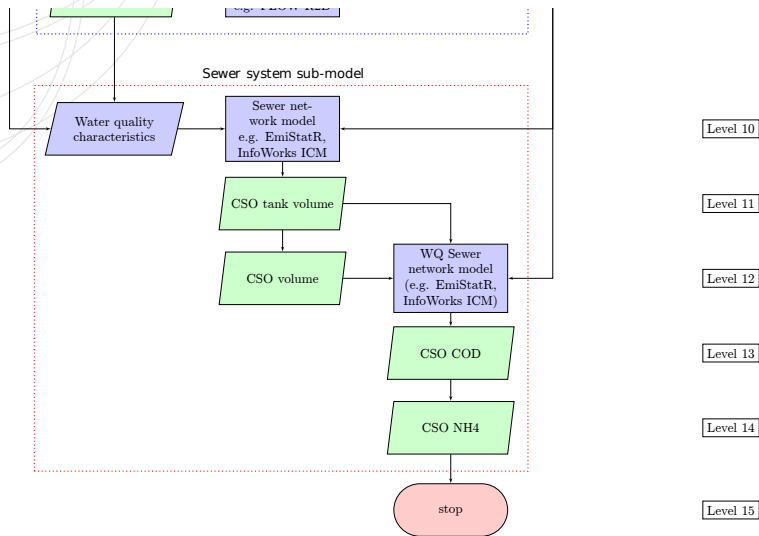 Sewer system sub-model
Water quality
characteristics
Sewer net-
work model
e.g. EmiStatR,
InfoWorks ICM
Level 10
CSO tank volume
Level 11
CSO volume
WQ Sewer
network model
(e.g. EmiStatR,
InfoWorks ICM)
Level 12
CSO COD
Level 13
CSO NH4
Level 14
stop
Level 15